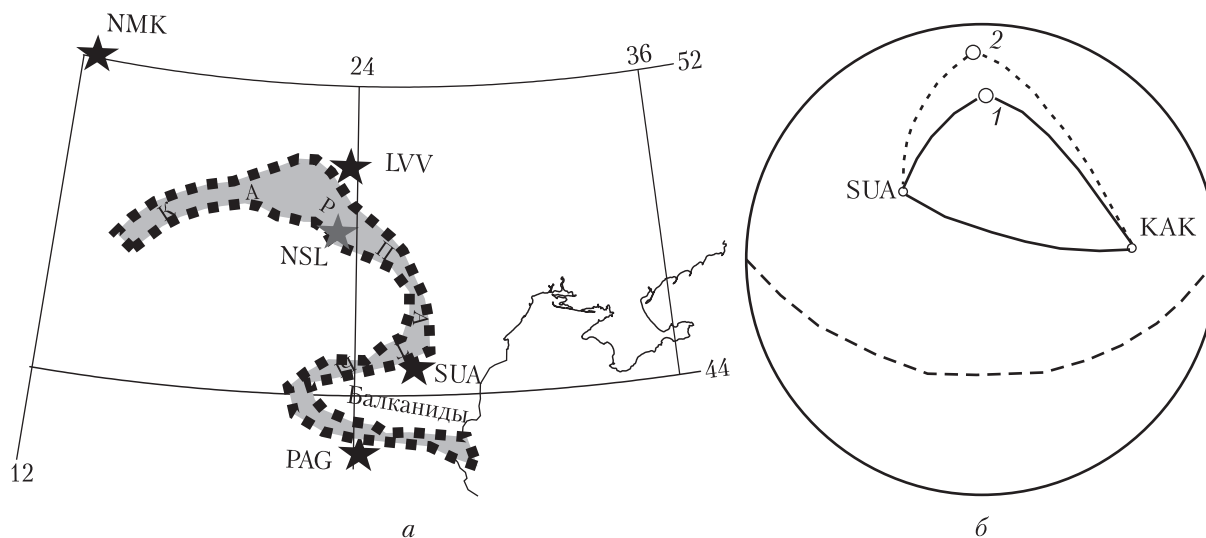 NMK
24
36
52
LVV
К А Р П А
NSL
SUA
44
Балканиды
PAG
12
а
2
1
SUA
KAK
б